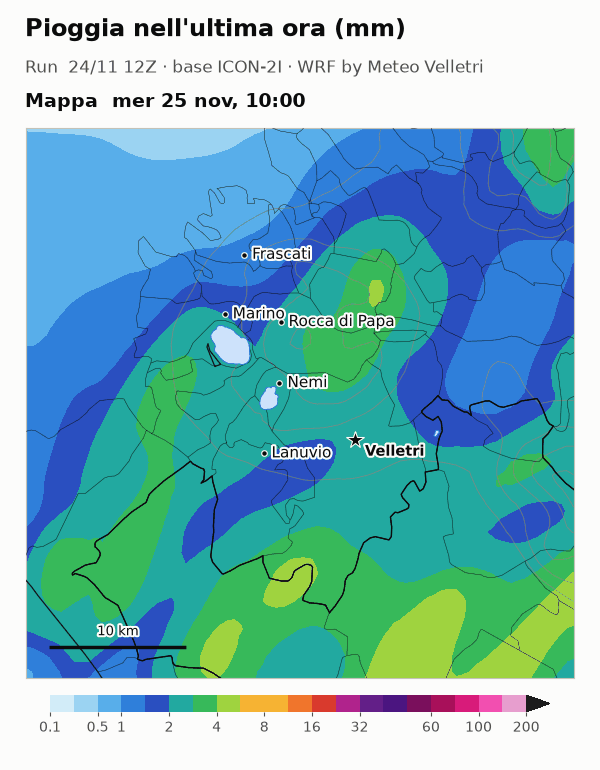 Pioggia nell'ultima ora (mm)
Run  24/11 12Z · base ICON-2I · WRF by Meteo Velletri
Mappa  mer 25 nov, 10:00
Frascati
Marino
Rocca di Papa
Nemi
Velletri
Lanuvio
10 km
0.1 0.5 1 2 4 8 16 32 60 100 200